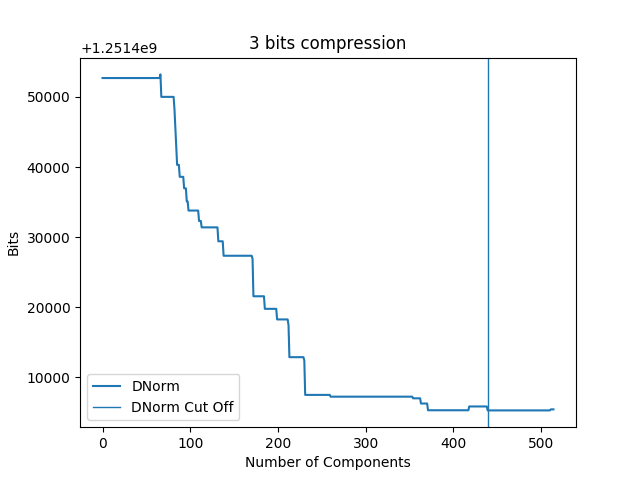 3 bits compression
+1.2514e9
50000
40000
30000
20000
10000
Bits
DNorm
DNorm Cut Off
0 100 200 300 400 500
Number of Components